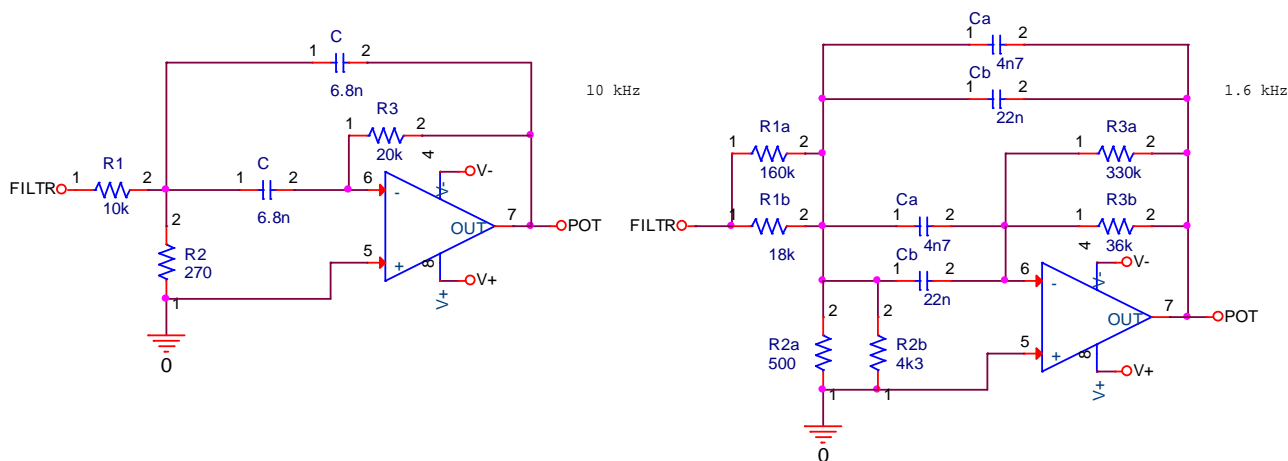 C
1 2
6.8n
10 kHz
R3
1 2
20k
4
V-
V-
R1
1 2
FILTR
10k
C
1 2
6.8n
6
-
OUT
7
POT
2
R2
270
1
5
+
8
V+
V+
0
Ca
1 2
4n7
Cb
1 2
22n
1.6 kHz
R1a
1 2
160k
R3a
1 2
330k
FILTR
R1b
1 2
18k
Ca
1 2
4n7
R3b
1 2
36k
4
V-
V-
Cb
1 2
22n
6
-
OUT
7
POT
2
R2a
500
1
2
R2b
4k3
1
5
+
8
V+
V+
0